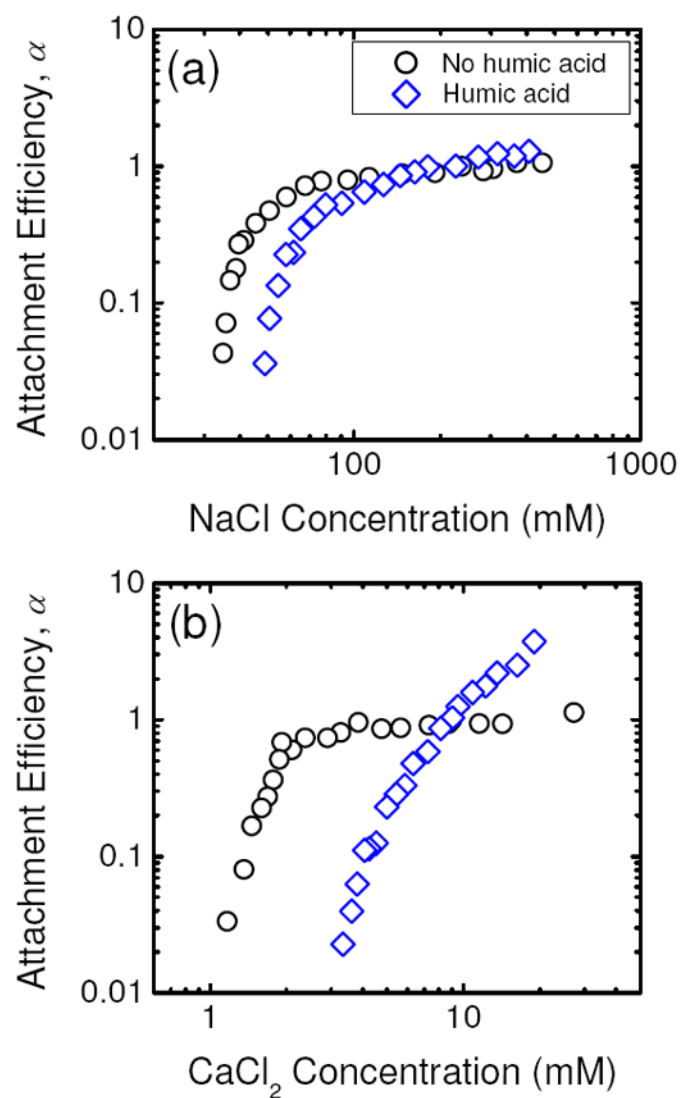 10
(a)
No humic acid
Humic acid
1
0.1
0.01
Attachment Efficiency, α
100
1000
NaCl Concentration (mM)
10
(b)
1
0.1
0.01
Attachment Efficiency, α
1
10
CaCl₂ Concentration (mM)